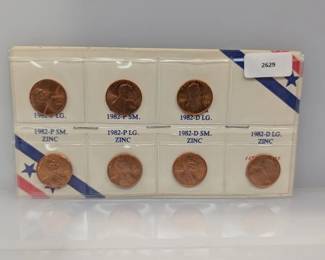 2629
1982-P LG.
1982-P SM.
1982-D LG.
1982-P SM.
ZINC
1982-P LG.
ZINC
1982-D SM.
ZINC
1982-D LG.
ZINC